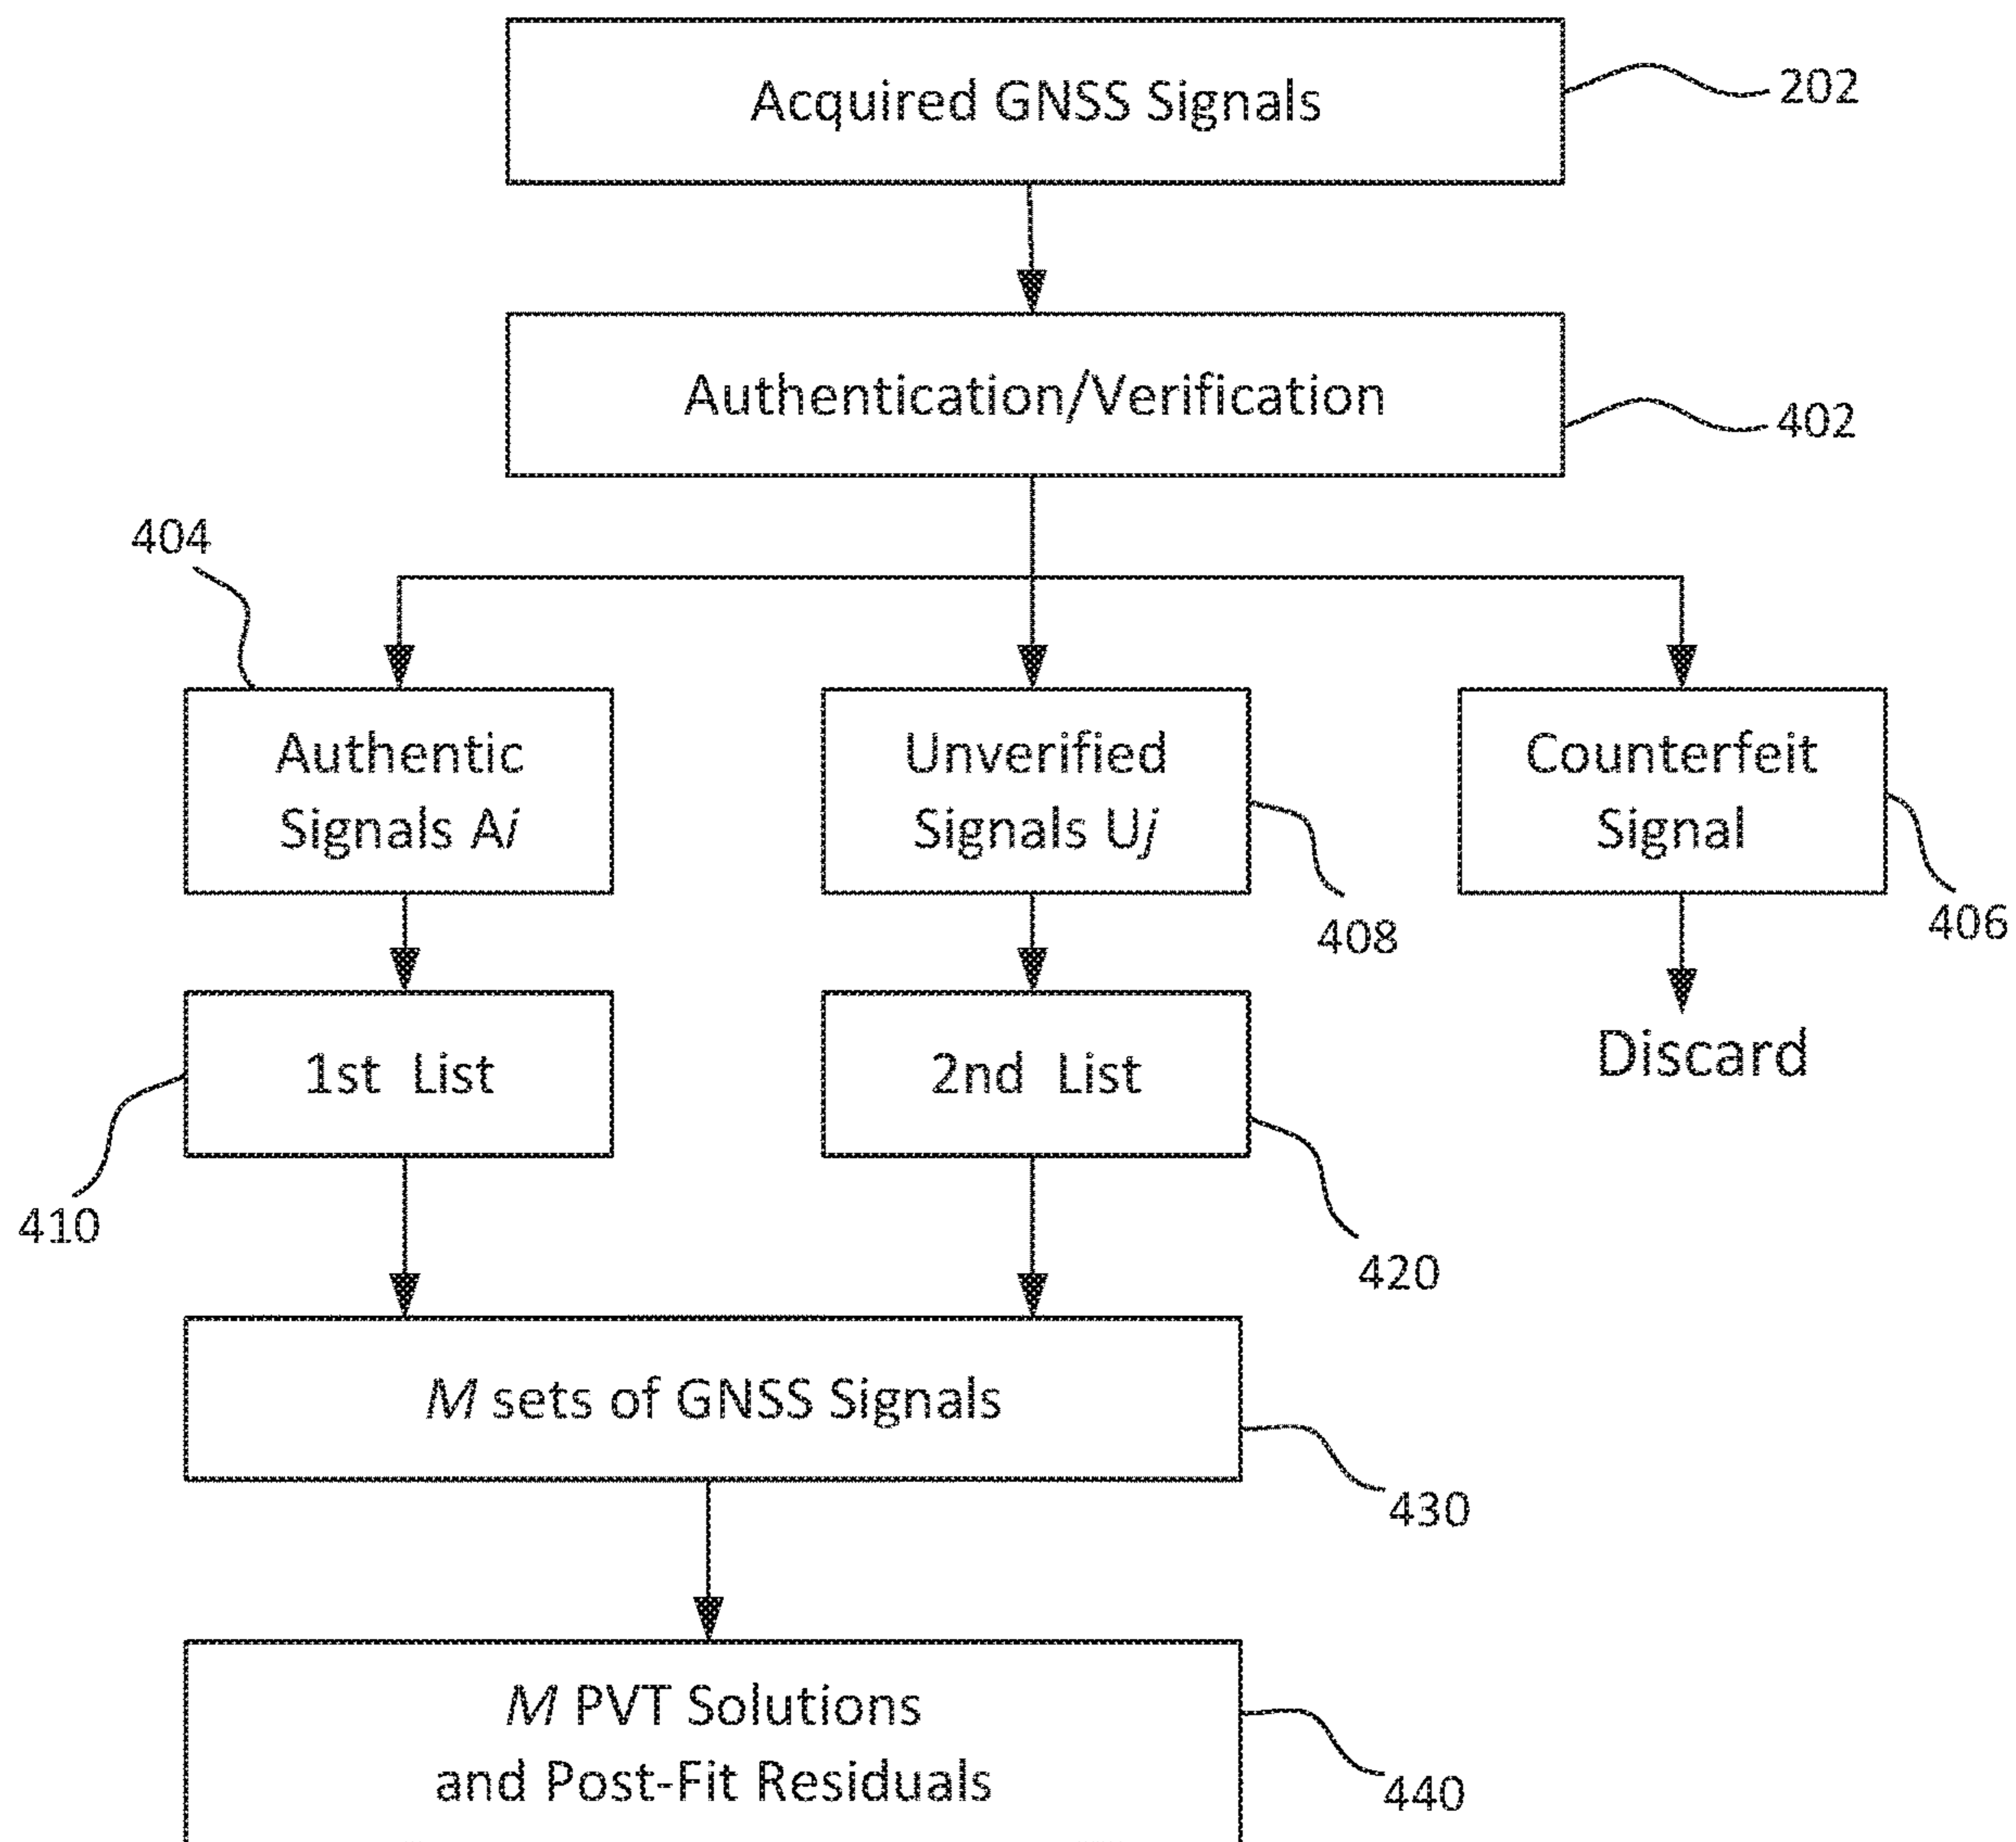 Acquired GNSS Signals
202
Authentication/Verification
402
404
Authentic
Signals Ai
Unverified
Signals Uj
408
Counterfeit
Signal
406
1st List
410
2nd List
420
Discard
M sets of GNSS Signals
430
M PVT Solutions
and Post-Fit Residuals
440